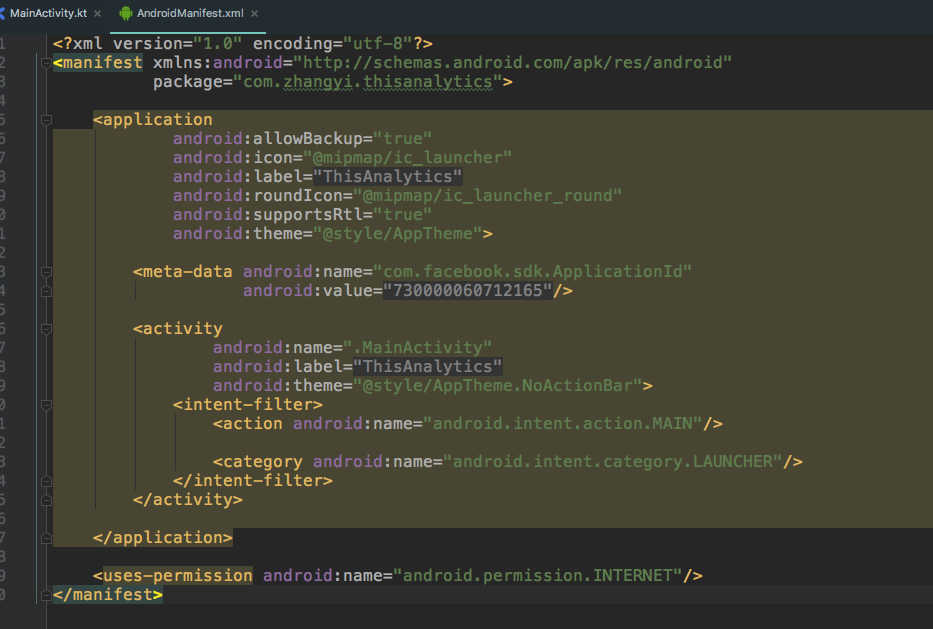 MainActivity.kt × AndroidManifest.xml ×
1 <?xml version="1.0" encoding="utf-8"?>
2 <manifest xmlns:android="http://schemas.android.com/apk/res/android"
3 package="com.zhangyi.thisanalytics">
4
5 <application
6 android:allowBackup="true"
7 android:icon="@mipmap/ic_launcher"
8 android:label="ThisAnalytics"
9 android:roundIcon="@mipmap/ic_launcher_round"
0 android:supportsRtl="true"
1 android:theme="@style/AppTheme">
2
3 <meta-data android:name="com.facebook.sdk.ApplicationId"
4 android:value="730000060712165"/>
5
6 <activity
7 android:name=".MainActivity"
8 android:label="ThisAnalytics"
9 android:theme="@style/AppTheme.NoActionBar">
0 <intent-filter>
1 <action android:name="android.intent.action.MAIN"/>
2
3 <category android:name="android.intent.category.LAUNCHER"/>
4 </intent-filter>
5 </activity>
6
7 </application>
8
9 <uses-permission android:name="android.permission.INTERNET"/>
0 </manifest>